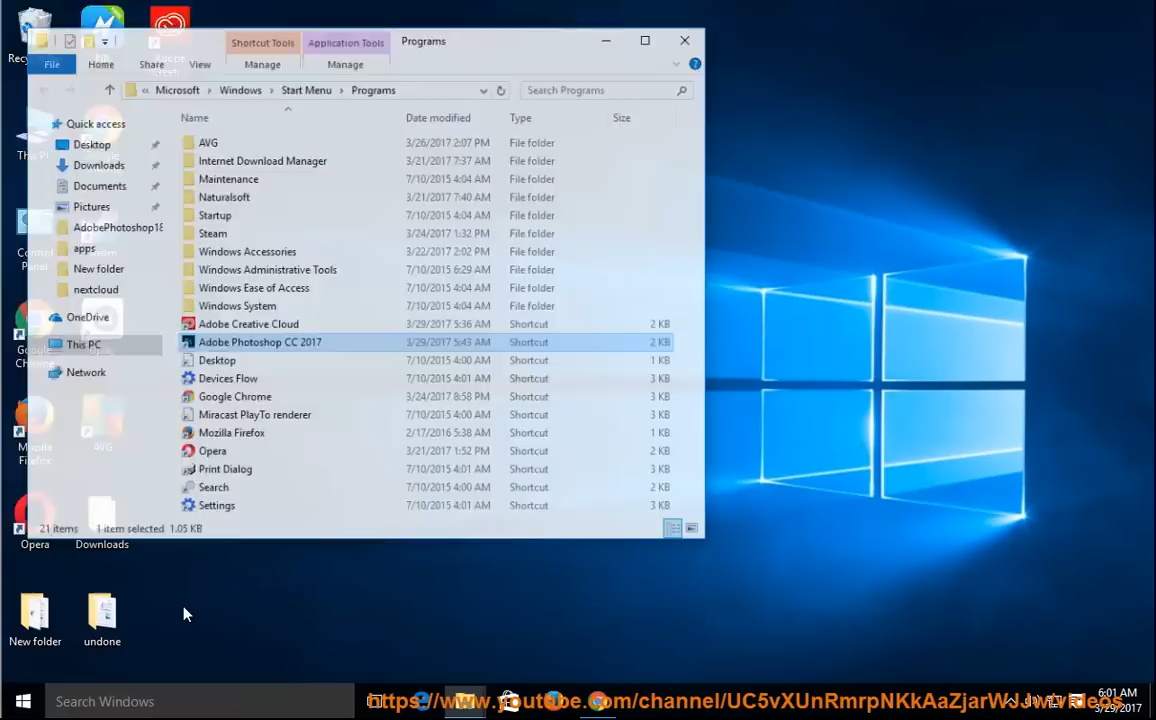 Programs
Shortcut Tools
Application Tools
File
Home
Share
View
Manage
Manage
« Microsoft > Windows > Start Menu > Programs
Search Programs
Name
Date modified
Type
Size
Quick access
Desktop
Downloads
Documents
Pictures
AdobePhotoshop18
apps
New folder
nextcloud
OneDrive
This PC
Network
AVG 3/26/2017 2:07 PM File folder
Internet Download Manager 3/21/2017 7:37 AM File folder
Maintenance 7/10/2015 4:04 AM File folder
Naturalsoft 3/21/2017 7:40 AM File folder
Startup 7/10/2015 4:04 AM File folder
Steam 3/24/2017 1:32 PM File folder
Windows Accessories 3/22/2017 2:02 PM File folder
Windows Administrative Tools 7/10/2015 6:29 AM File folder
Windows Ease of Access 7/10/2015 4:04 AM File folder
Windows System 7/10/2015 4:04 AM File folder
Adobe Creative Cloud 3/29/2017 5:36 AM Shortcut 2 KB
Adobe Photoshop CC 2017 3/29/2017 5:43 AM Shortcut 2 KB
Desktop 7/10/2015 4:00 AM Shortcut 1 KB
Devices Flow 7/10/2015 4:01 AM Shortcut 3 KB
Google Chrome 3/24/2017 8:58 PM Shortcut 3 KB
Miracast PlayTo renderer 7/10/2015 4:00 AM Shortcut 3 KB
Mozilla Firefox 2/17/2016 5:38 AM Shortcut 1 KB
Opera 3/21/2017 1:52 PM Shortcut 2 KB
Print Dialog 7/10/2015 4:01 AM Shortcut 3 KB
Search 7/10/2015 4:00 AM Shortcut 2 KB
Settings 7/10/2015 4:01 AM Shortcut 3 KB
21 items 1 item selected 1.05 KB
Control
Panel
Google
Chrome
Mozilla
Firefox
AVG
Opera
Downloads
New folder
undone
Search Windows
6:01 AM
3/29/2017